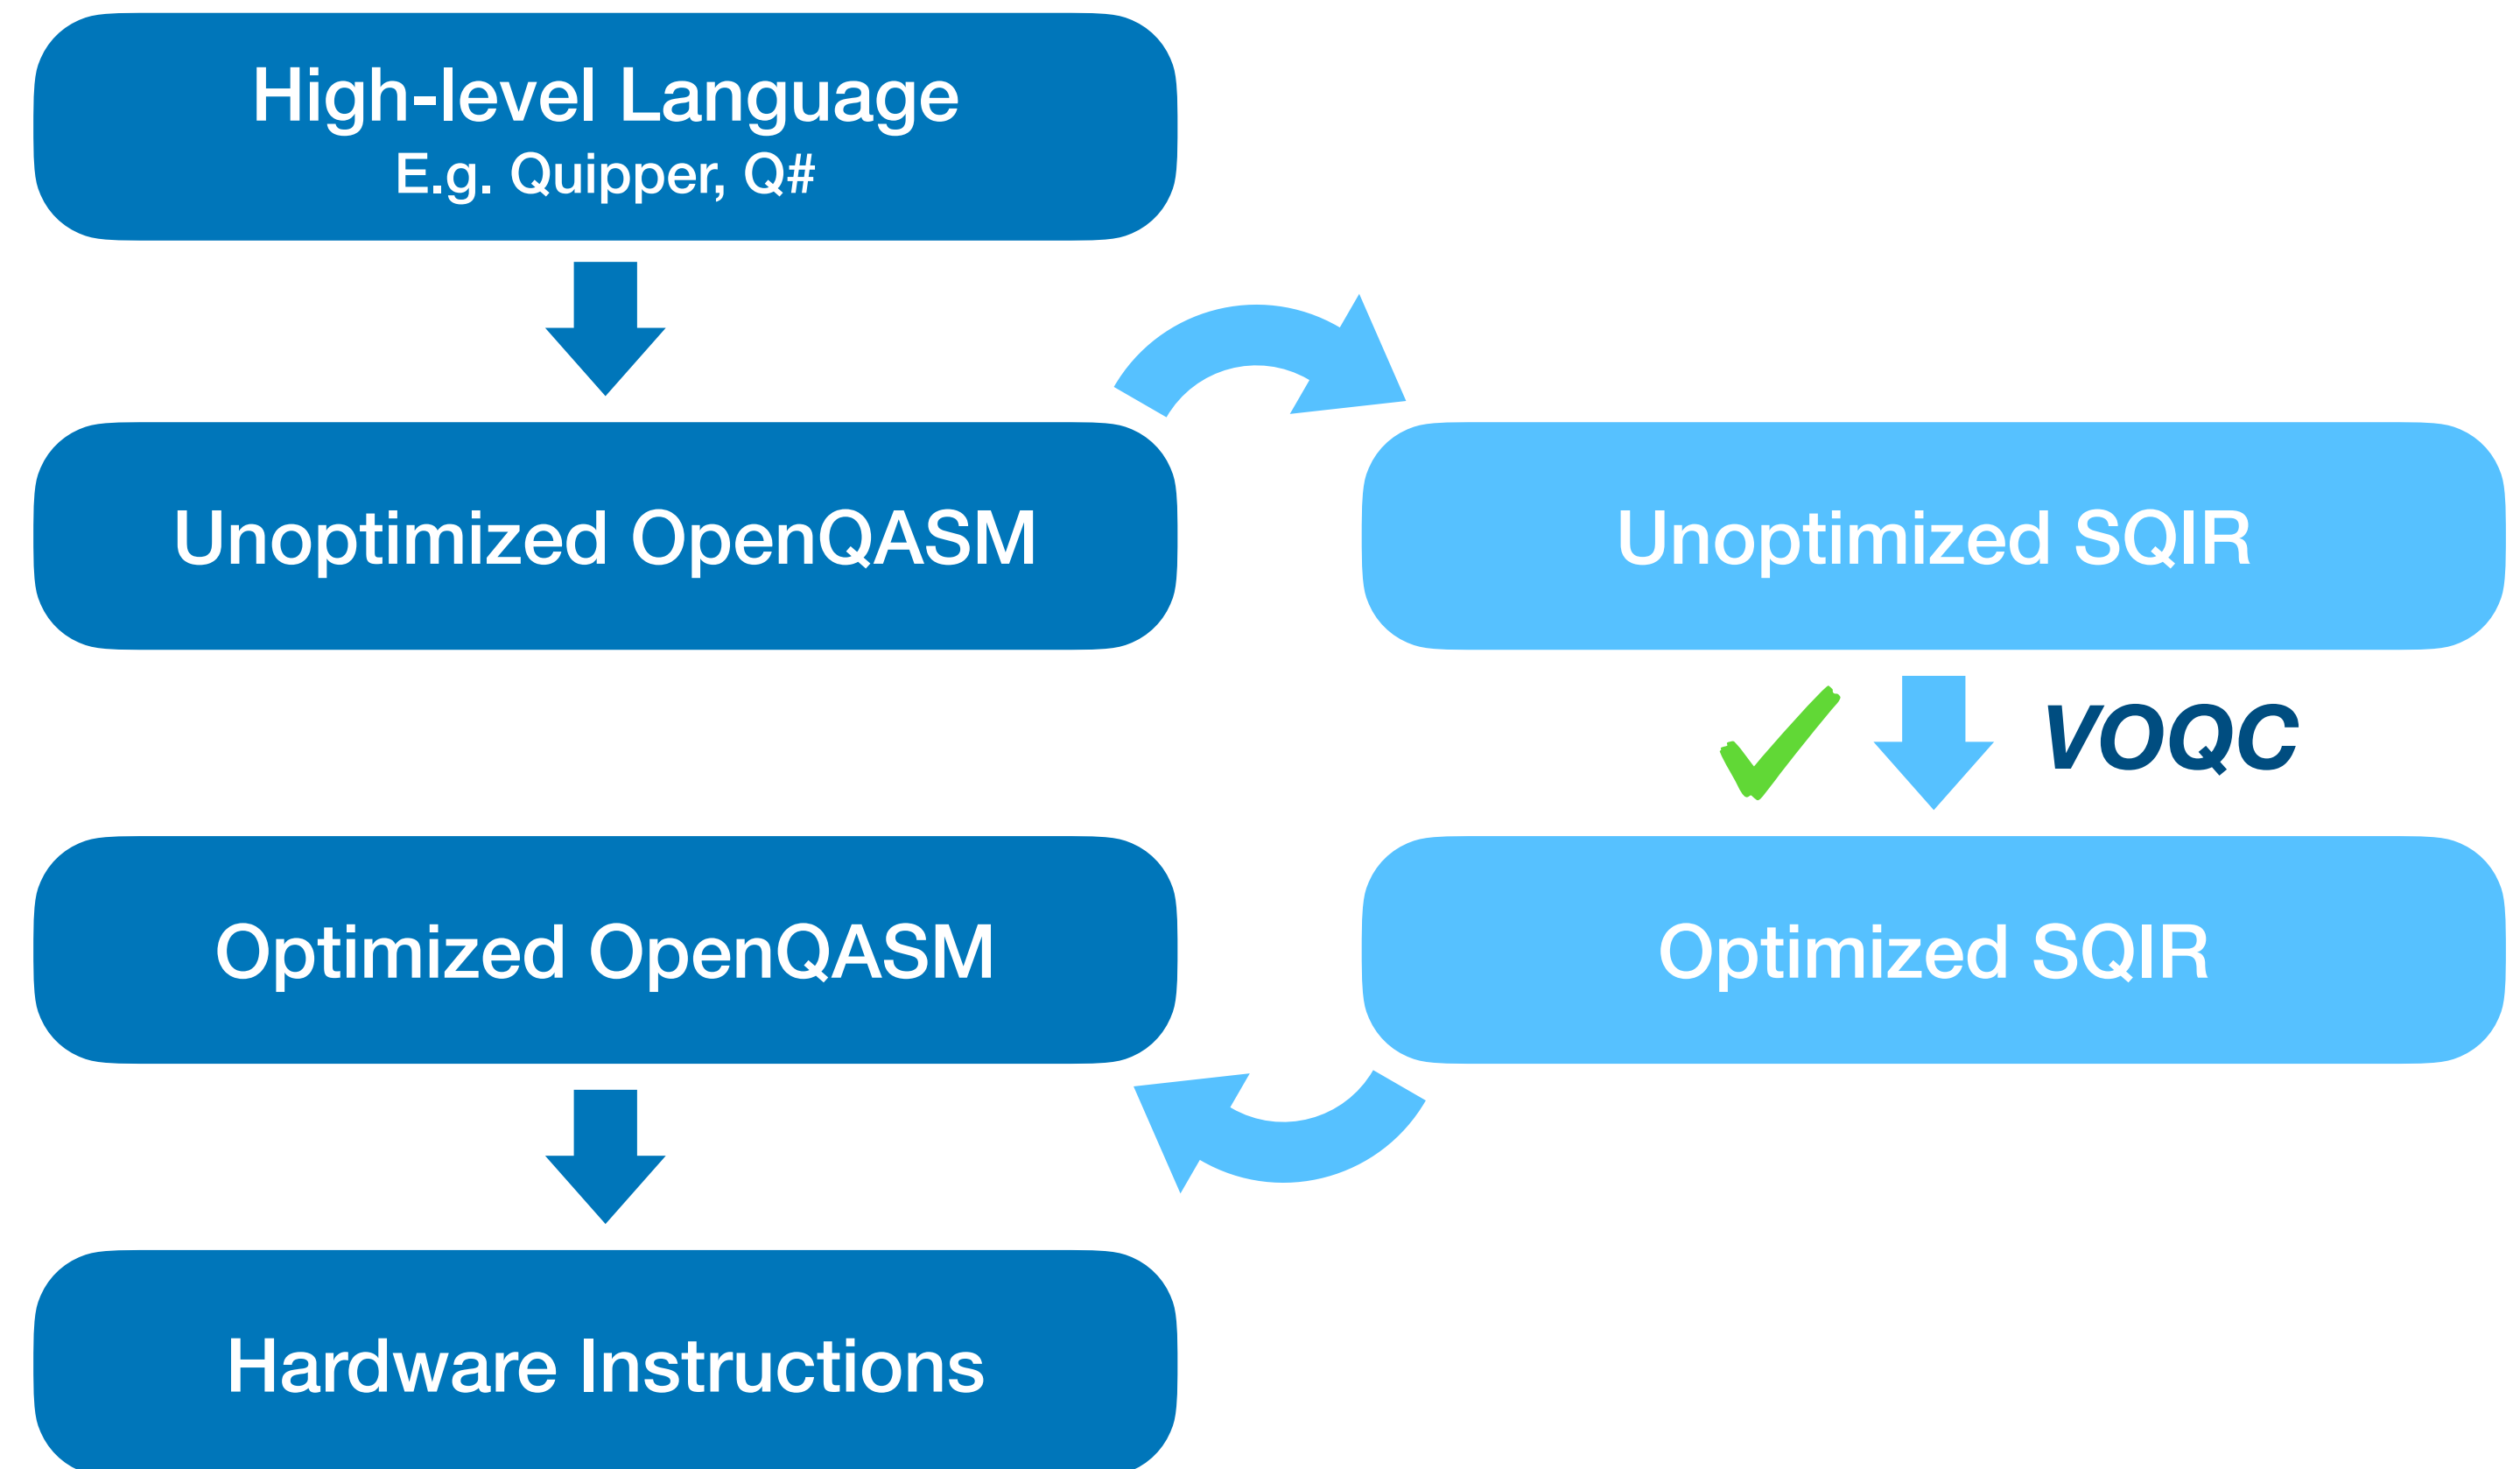 High-level Language
E.g. Quipper, Q#
Unoptimized OpenQASM
Unoptimized SQIR
VOQC
Optimized OpenQASM
Optimized SQIR
Hardware Instructions